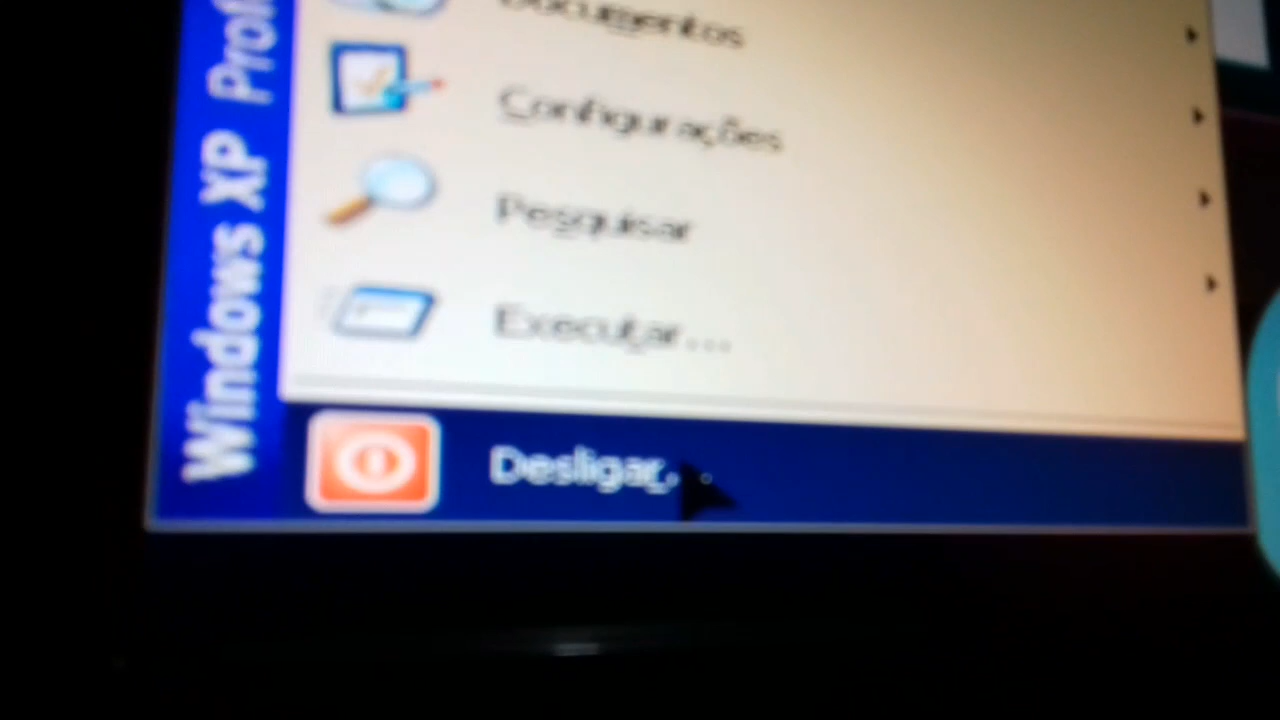 Documentos
Configurações
Pesquisar
Executar...
Desligar...
Windows XP Prof